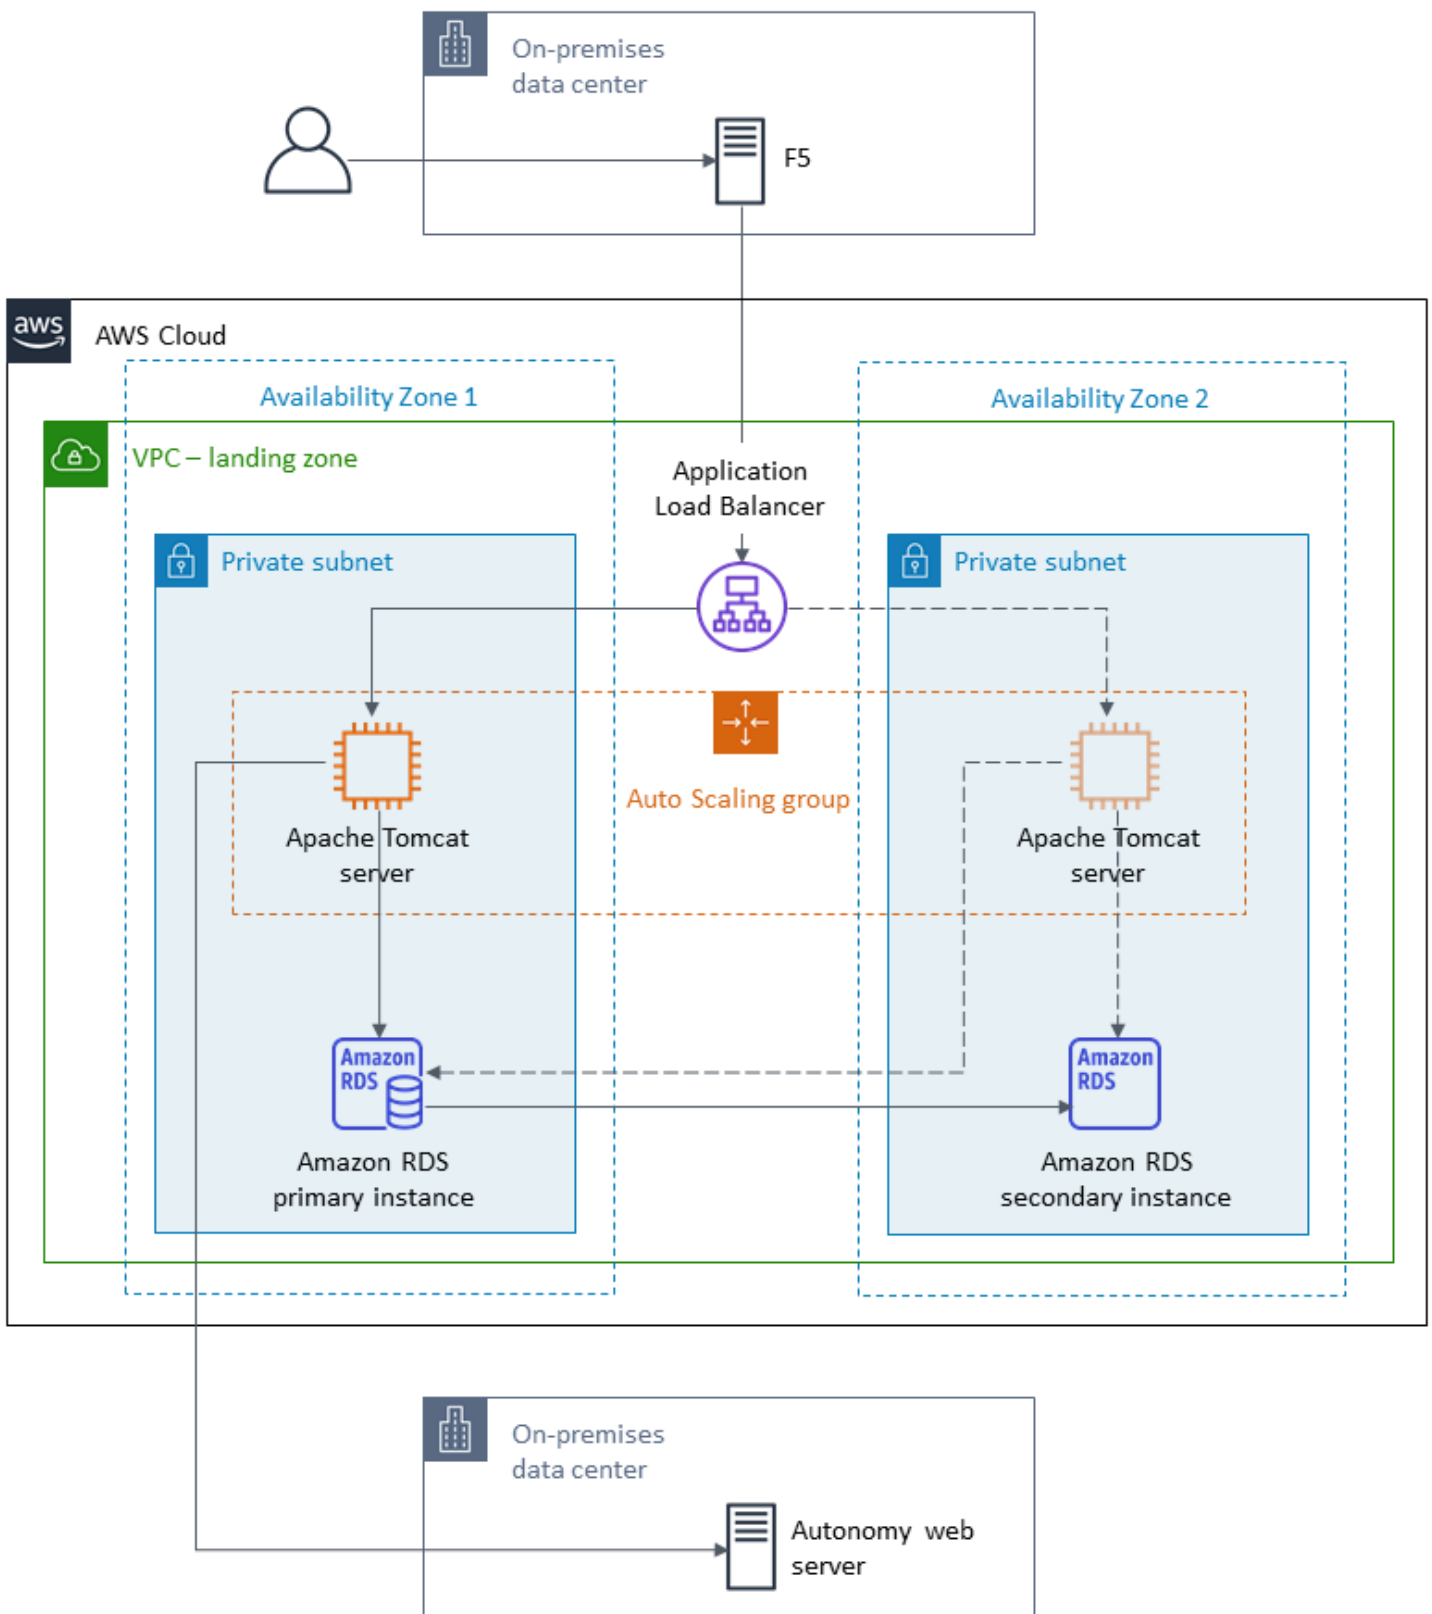 On-premises
data center
F5
aws
AWS Cloud
Availability Zone 1
Availability Zone 2
VPC – landing zone
Application
Load Balancer
Private subnet
Private subnet
Auto Scaling group
Apache Tomcat
server
Apache Tomcat
server
Amazon
RDS
Amazon
RDS
Amazon RDS
primary instance
Amazon RDS
secondary instance
On-premises
data center
Autonomy web
server